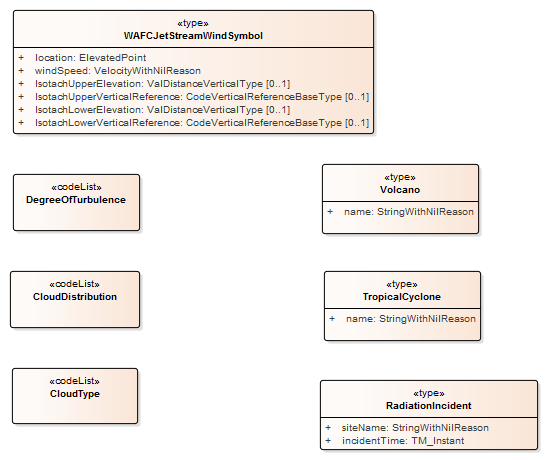 «type»
WAFCJetStreamWindSymbol
+ location: ElevatedPoint
+ windSpeed: VelocityWithNilReason
+ IsotachUpperElevation: ValDistanceVerticalType [0..1]
+ IsotachUpperVerticalReference: CodeVerticalReferenceBaseType [0..1]
+ IsotachLowerElevation: ValDistanceVerticalType [0..1]
+ IsotachLowerVerticalReference: CodeVerticalReferenceBaseType [0..1]
«codeList»
DegreeOfTurbulence
«type»
Volcano
+ name: StringWithNilReason
«codeList»
CloudDistribution
«type»
TropicalCyclone
+ name: StringWithNilReason
«codeList»
CloudType
«type»
RadiationIncident
+ siteName: StringWithNilReason
+ incidentTime: TM_Instant